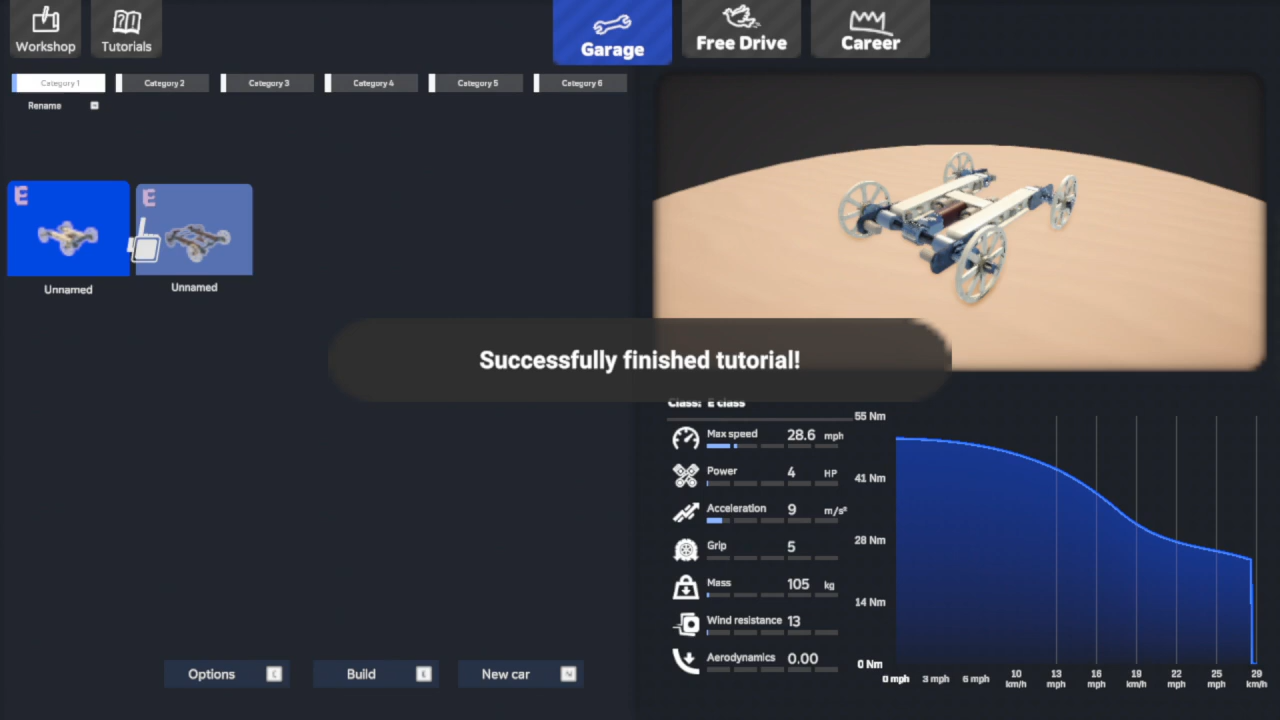 Workshop
Tutorials
Garage
Free Drive
Career
Category 1
Category 2
Category 3
Category 4
Category 5
Category 6
Rename
E
E
Unnamed
Unnamed
Successfully finished tutorial!
Class: E class
Max speed 28.6 mph
Power 4 HP
Acceleration 9 m/s²
Grip 5
Mass 105 kg
Wind resistance 13
Aerodynamics 0.00
55 Nm
41 Nm
28 Nm
14 Nm
0 Nm
0 mph
3 mph
6 mph
10 km/h
13 mph
16 mph
19 km/h
22 mph
25 mph
29 km/h
Options
Build
New car